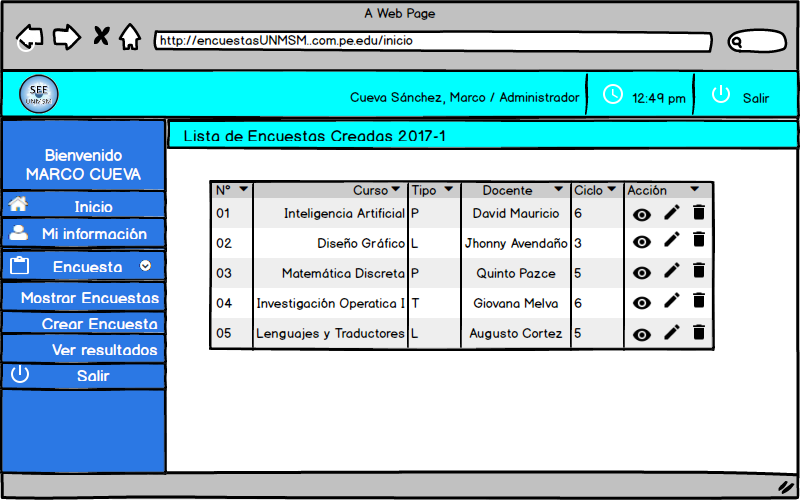 A Web Page
http://encuestasUNMSM..com.pe.edu/inicio
SEE
UNMSM
Cueva Sánchez, Marco / Administrador
12:49 pm
Salir
Bienvenido
MARCO CUEVA
Inicio
Mi información
Encuesta
Mostrar Encuestas
Crear Encuesta
Ver resultados
Salir
Lista de Encuestas Creadas 2017-1
N° Curso Tipo Docente Ciclo Acción
01 Inteligencia Artificial P David Mauricio 6
02 Diseño Gráfico L Jhonny Avendaño 3
03 Matemática Discreta P Quinto Pazce 5
04 Investigación Operatica I T Giovana Melva 6
05 Lenguajes y Traductores L Augusto Cortez 5